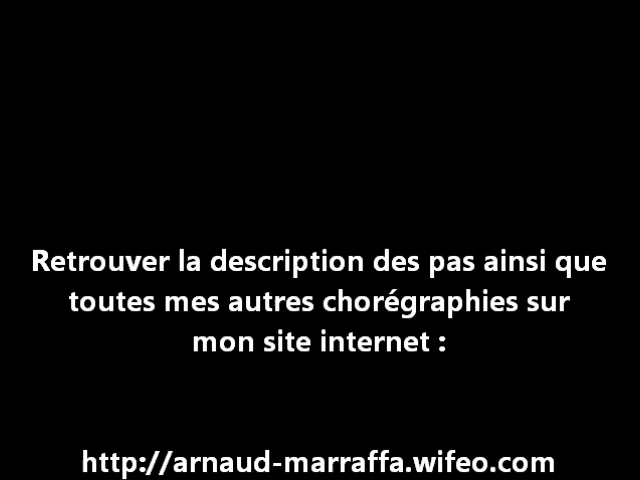 Retrouver la description des pas ainsi que
toutes mes autres chorégraphies sur
mon site internet :
http://arnaud-marraffa.wifeo.com